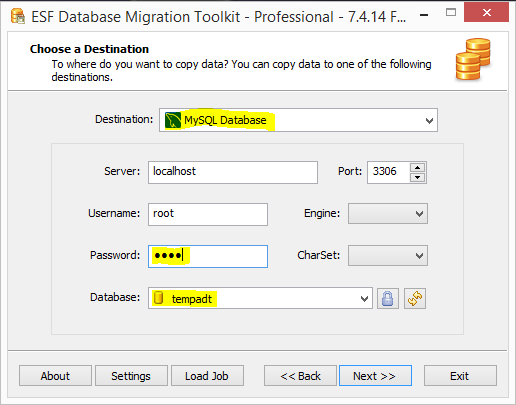 ESF Database Migration Toolkit - Professional - 7.4.14 F...
Choose a Destination
To where do you want to copy data? You can copy data to one of the following
destinations.
Destination: MySQL Database
Server: localhost Port: 3306
Username: root Engine:
Password: ●●●● CharSet:
Database: tempadt
About Settings Load Job << Back Next >> Exit